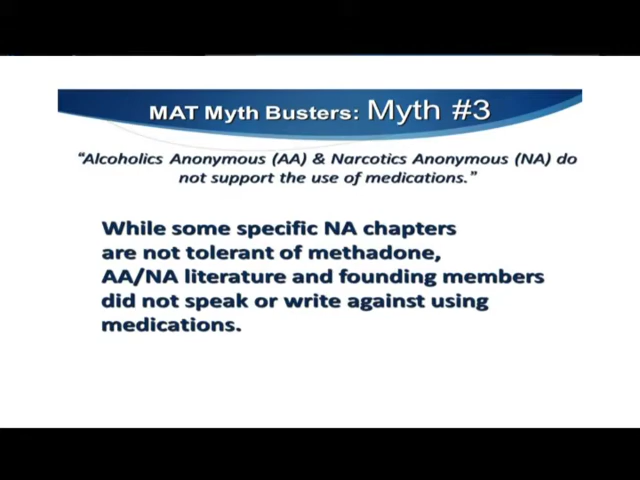 MAT Myth Busters: Myth #3
“Alcoholics Anonymous (AA) & Narcotics Anonymous (NA) do
not support the use of medications.”
While some specific NA chapters
are not tolerant of methadone,
AA/NA literature and founding members
did not speak or write against using
medications.